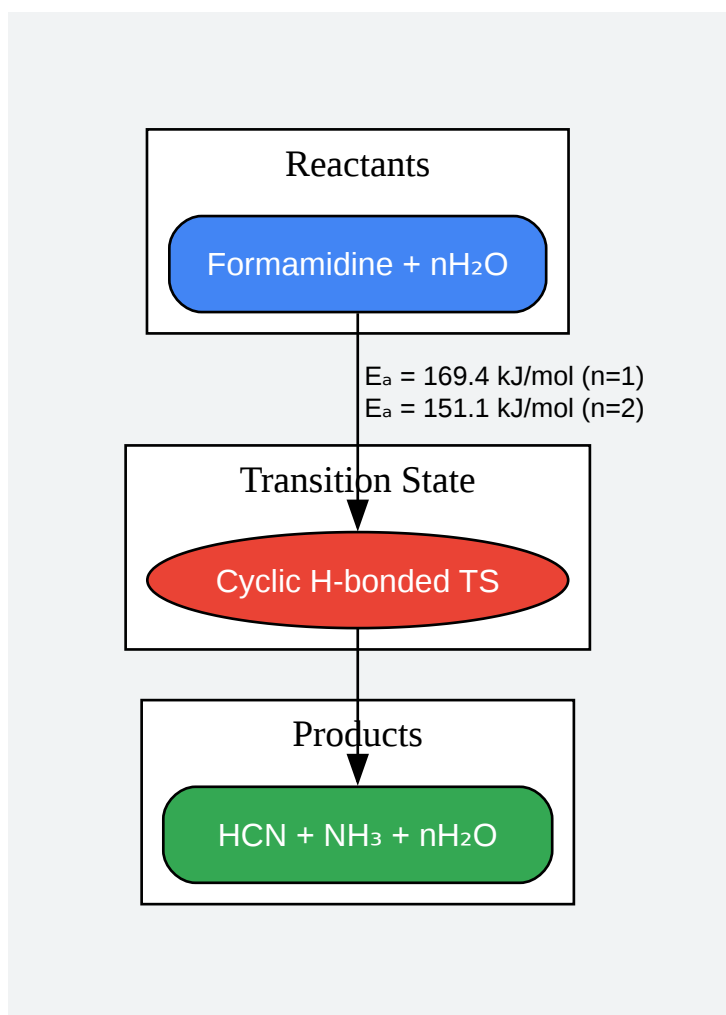 Reactants
Formamidine + nH₂O
Eₐ = 169.4 kJ/mol (n=1)
Eₐ = 151.1 kJ/mol (n=2)
Transition State
Cyclic H-bonded TS
Products
HCN + NH₃ + nH₂O